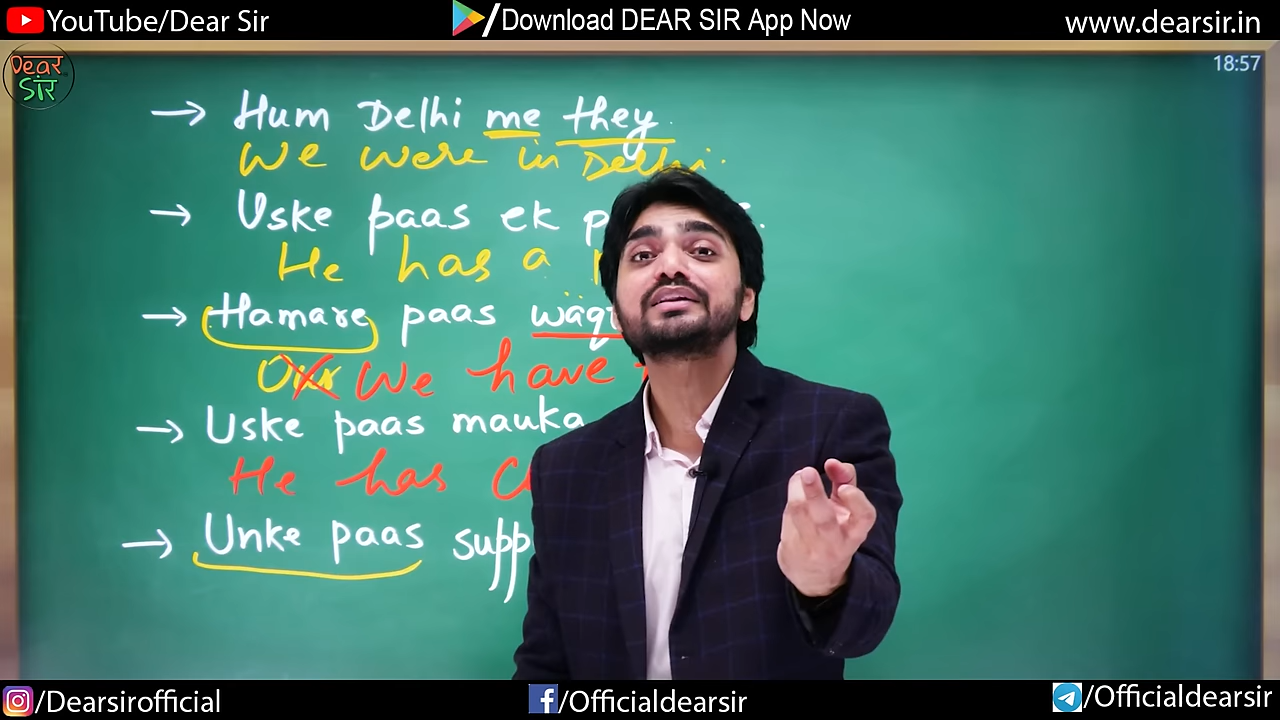 YouTube/Dear Sir
/Download DEAR SIR App Now
www.dearsir.in
Dear
Sir
18:57
→ Hum Delhi me they.
We were in Delhi.
→ Uske paas ek
He has a
→ Hamare paas
Our We have
→ Uske paas mauka
He has
→ Unke paas
/Dearsirofficial
/Officialdearsir
/Officialdearsir